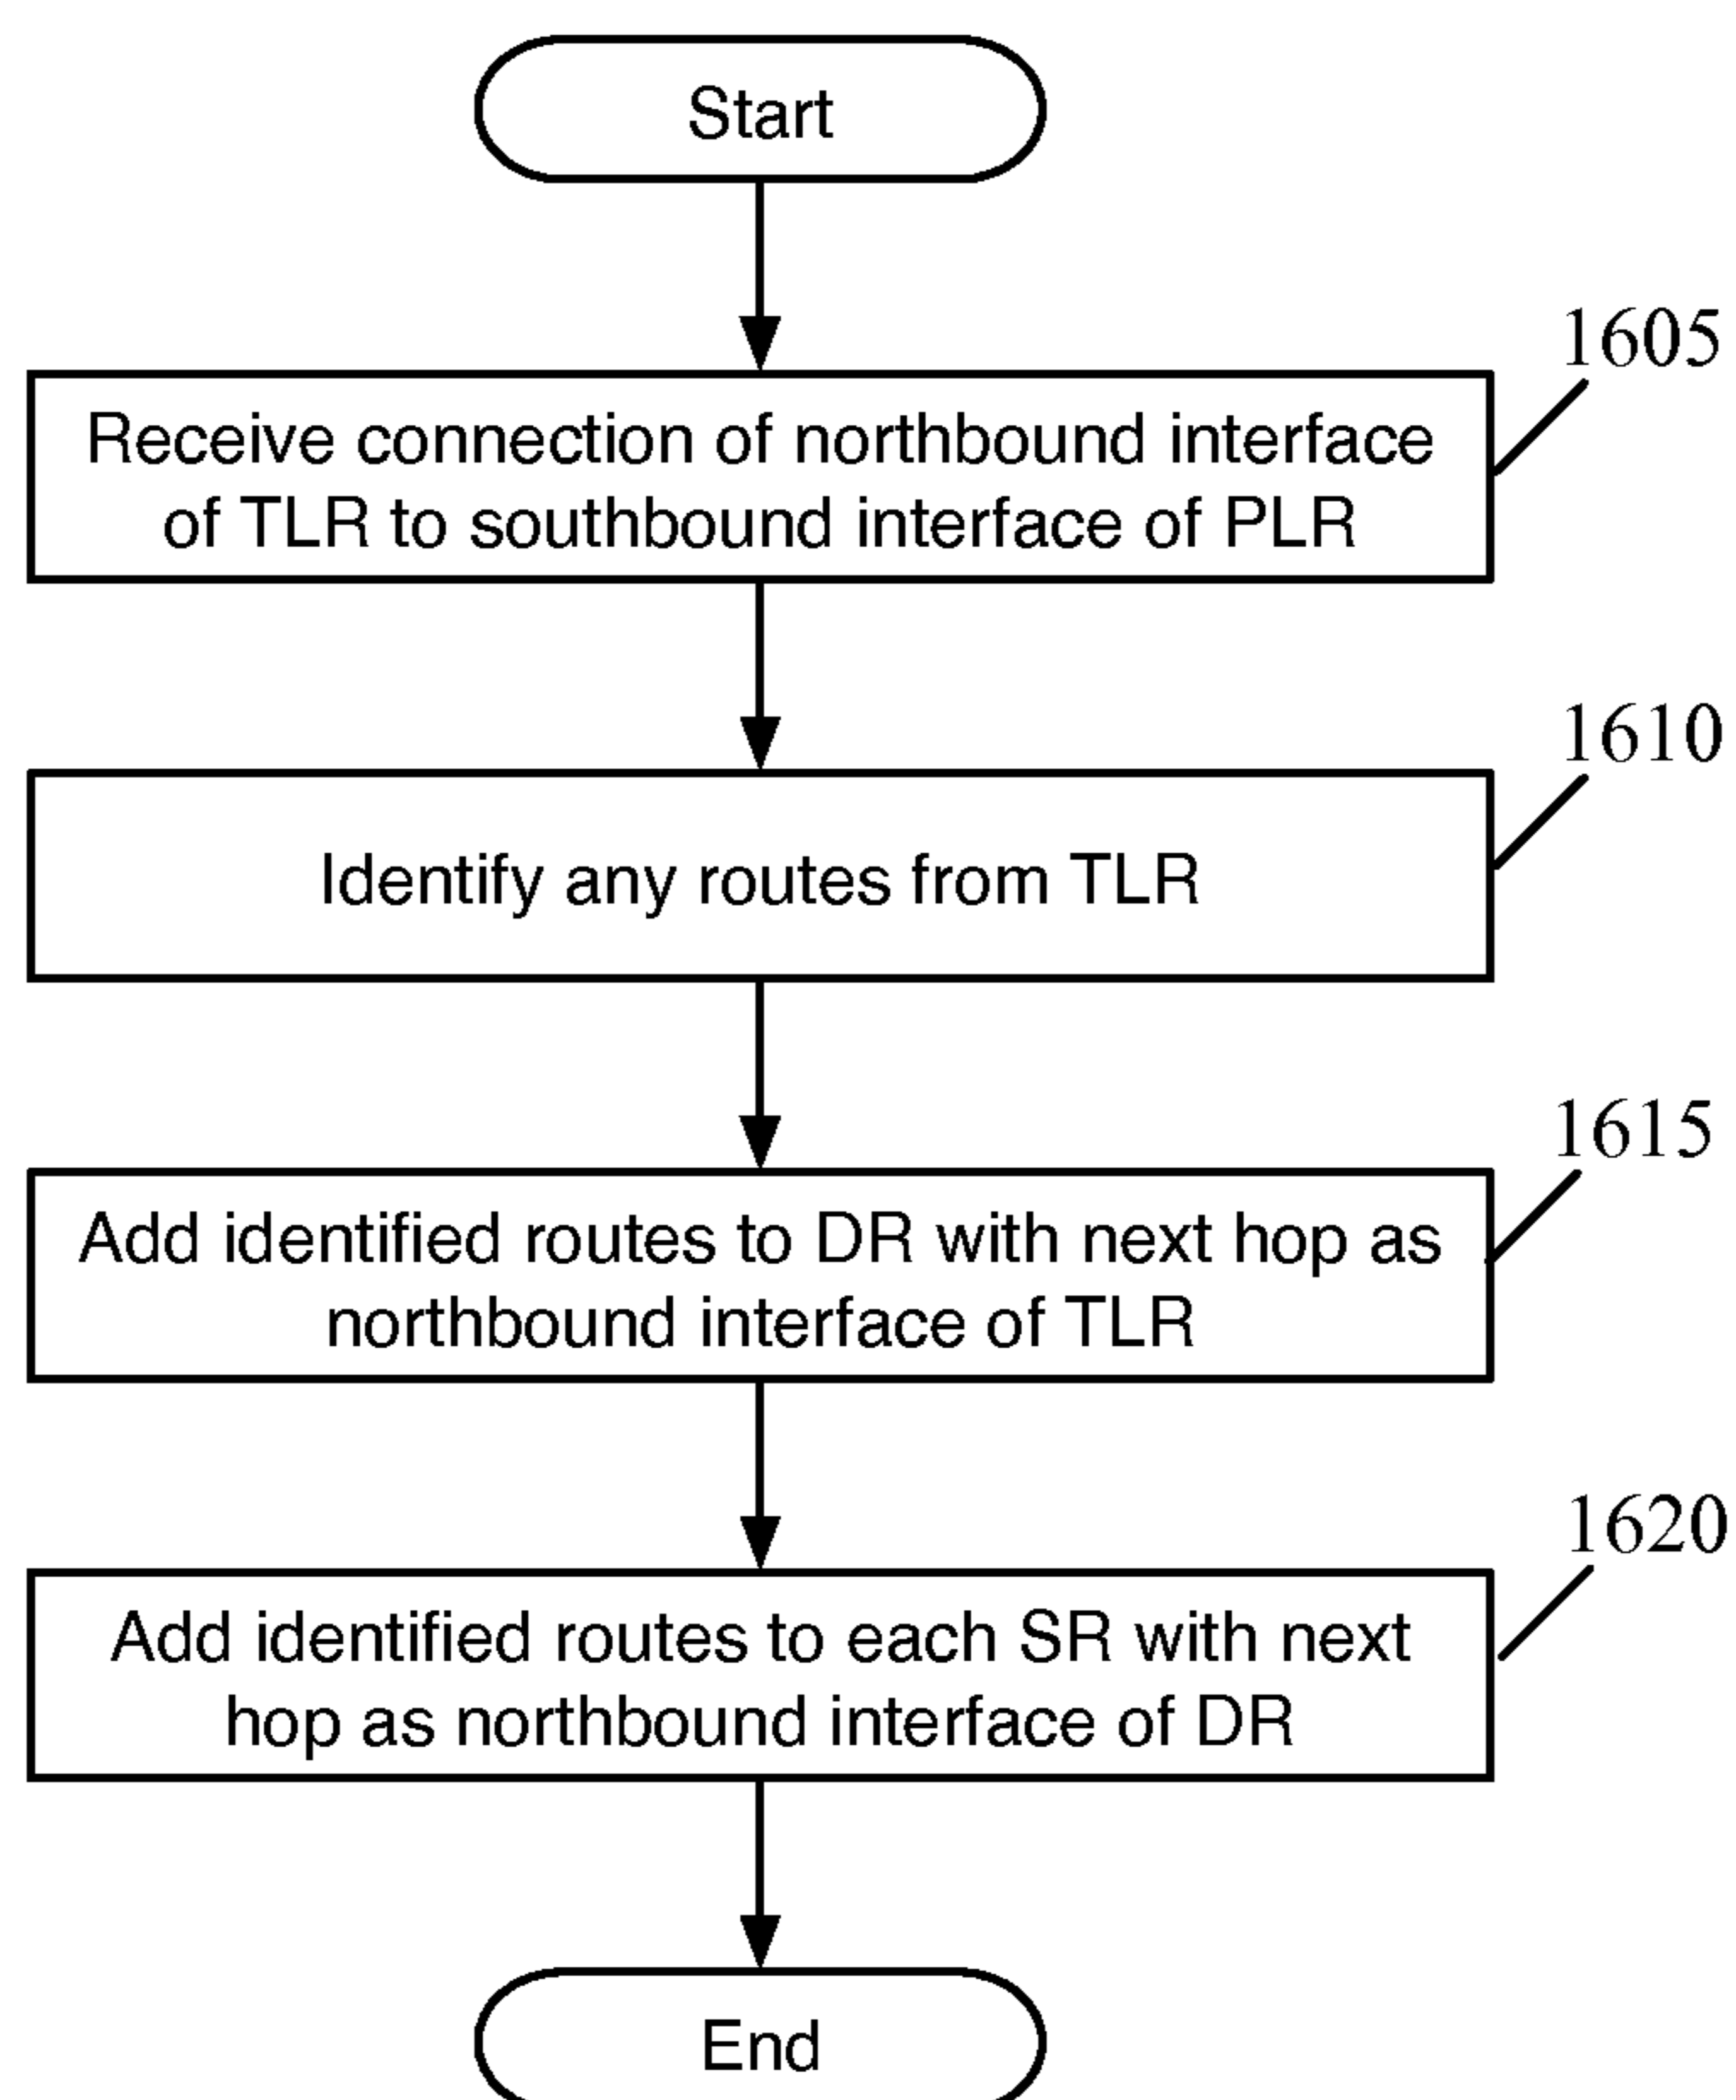 Start
1605
Receive connection of northbound interface
of TLR to southbound interface of PLR
1610
Identify any routes from TLR
1615
Add identified routes to DR with next hop as
northbound interface of TLR
1620
Add identified routes to each SR with next
hop as northbound interface of DR
End